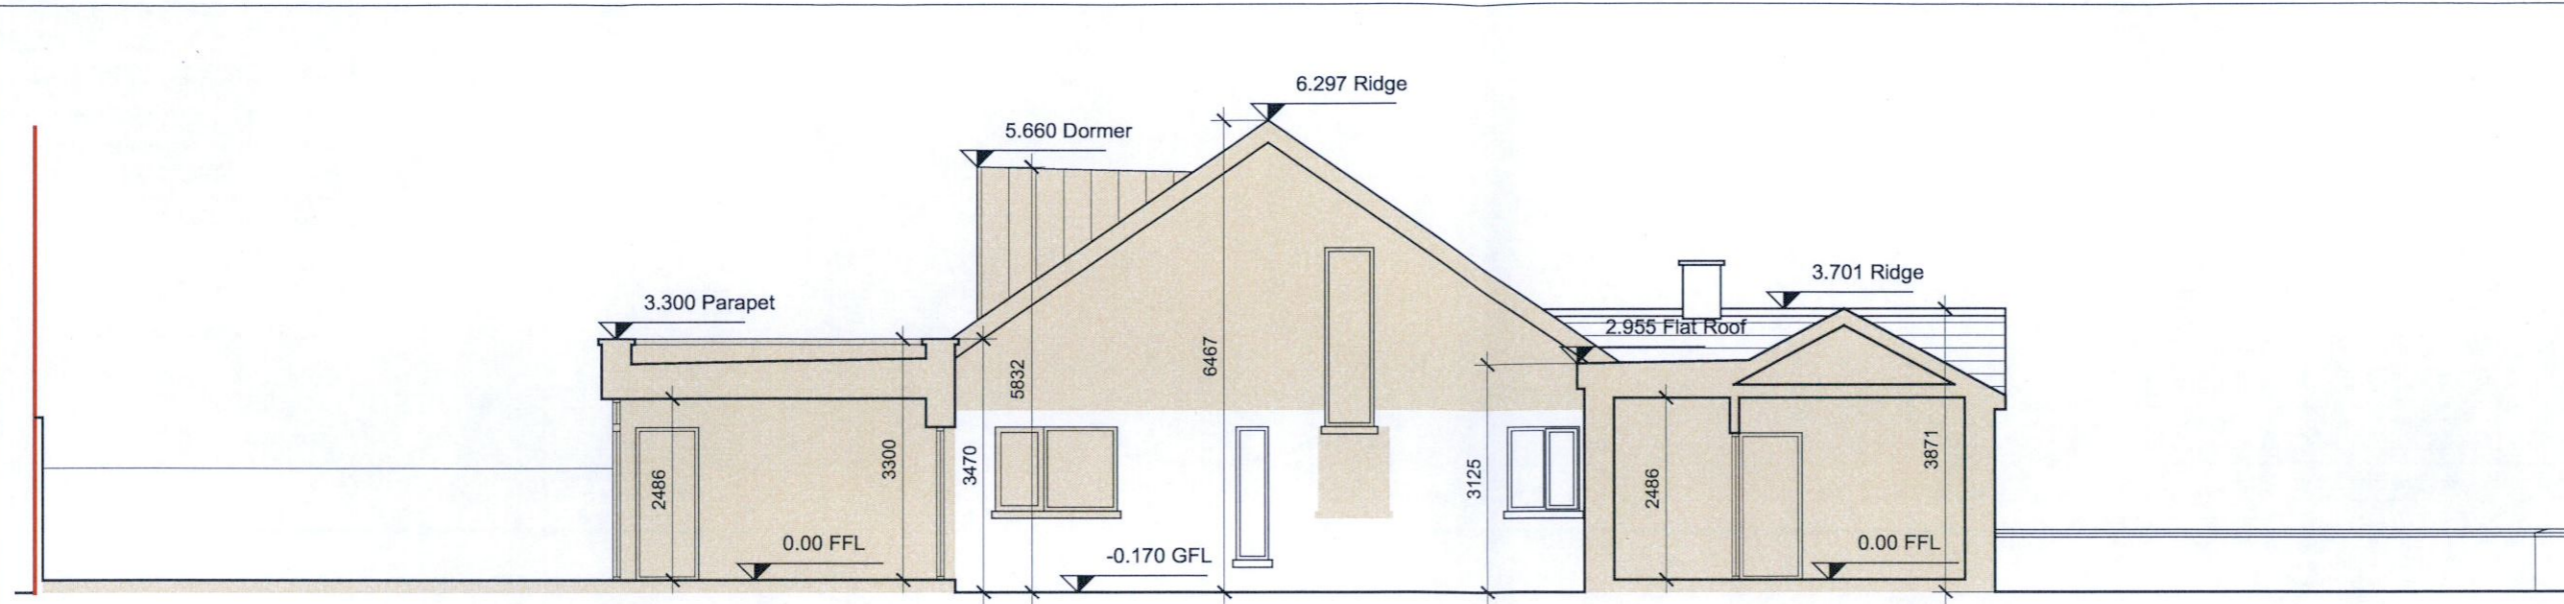 6.297 Ridge
5.660 Dormer
3.701 Ridge
3.300 Parapet
2.955 Flat Roof
5832
6467
2486
3300
3470
3125
2486
3871
0.00 FFL
-0.170 GFL
0.00 FFL